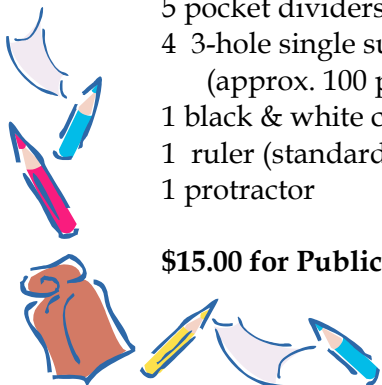 5 pocket dividers
4 3-hole single su
(approx. 100 p
1 black & white c
1 ruler (standard
1 protractor
$15.00 for Public